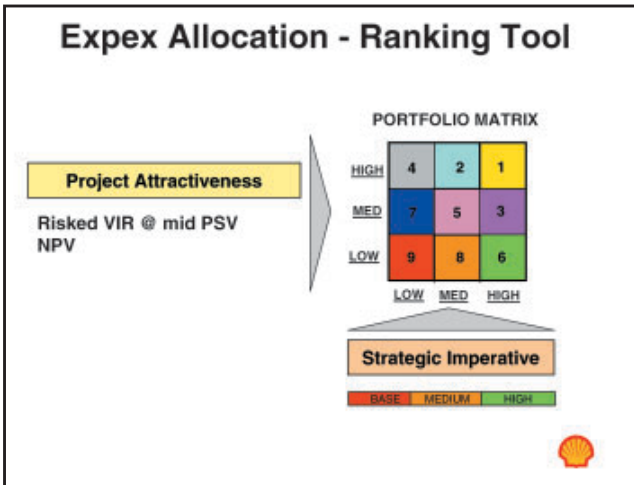 Expex Allocation - Ranking Tool
PORTFOLIO MATRIX
Project Attractiveness
Risked VIR @ mid PSV
NPV
HIGH 4 2 1
MED 7 5 3
LOW 9 8 6
LOW MED HIGH
Strategic Imperative
BASE MEDIUM HIGH